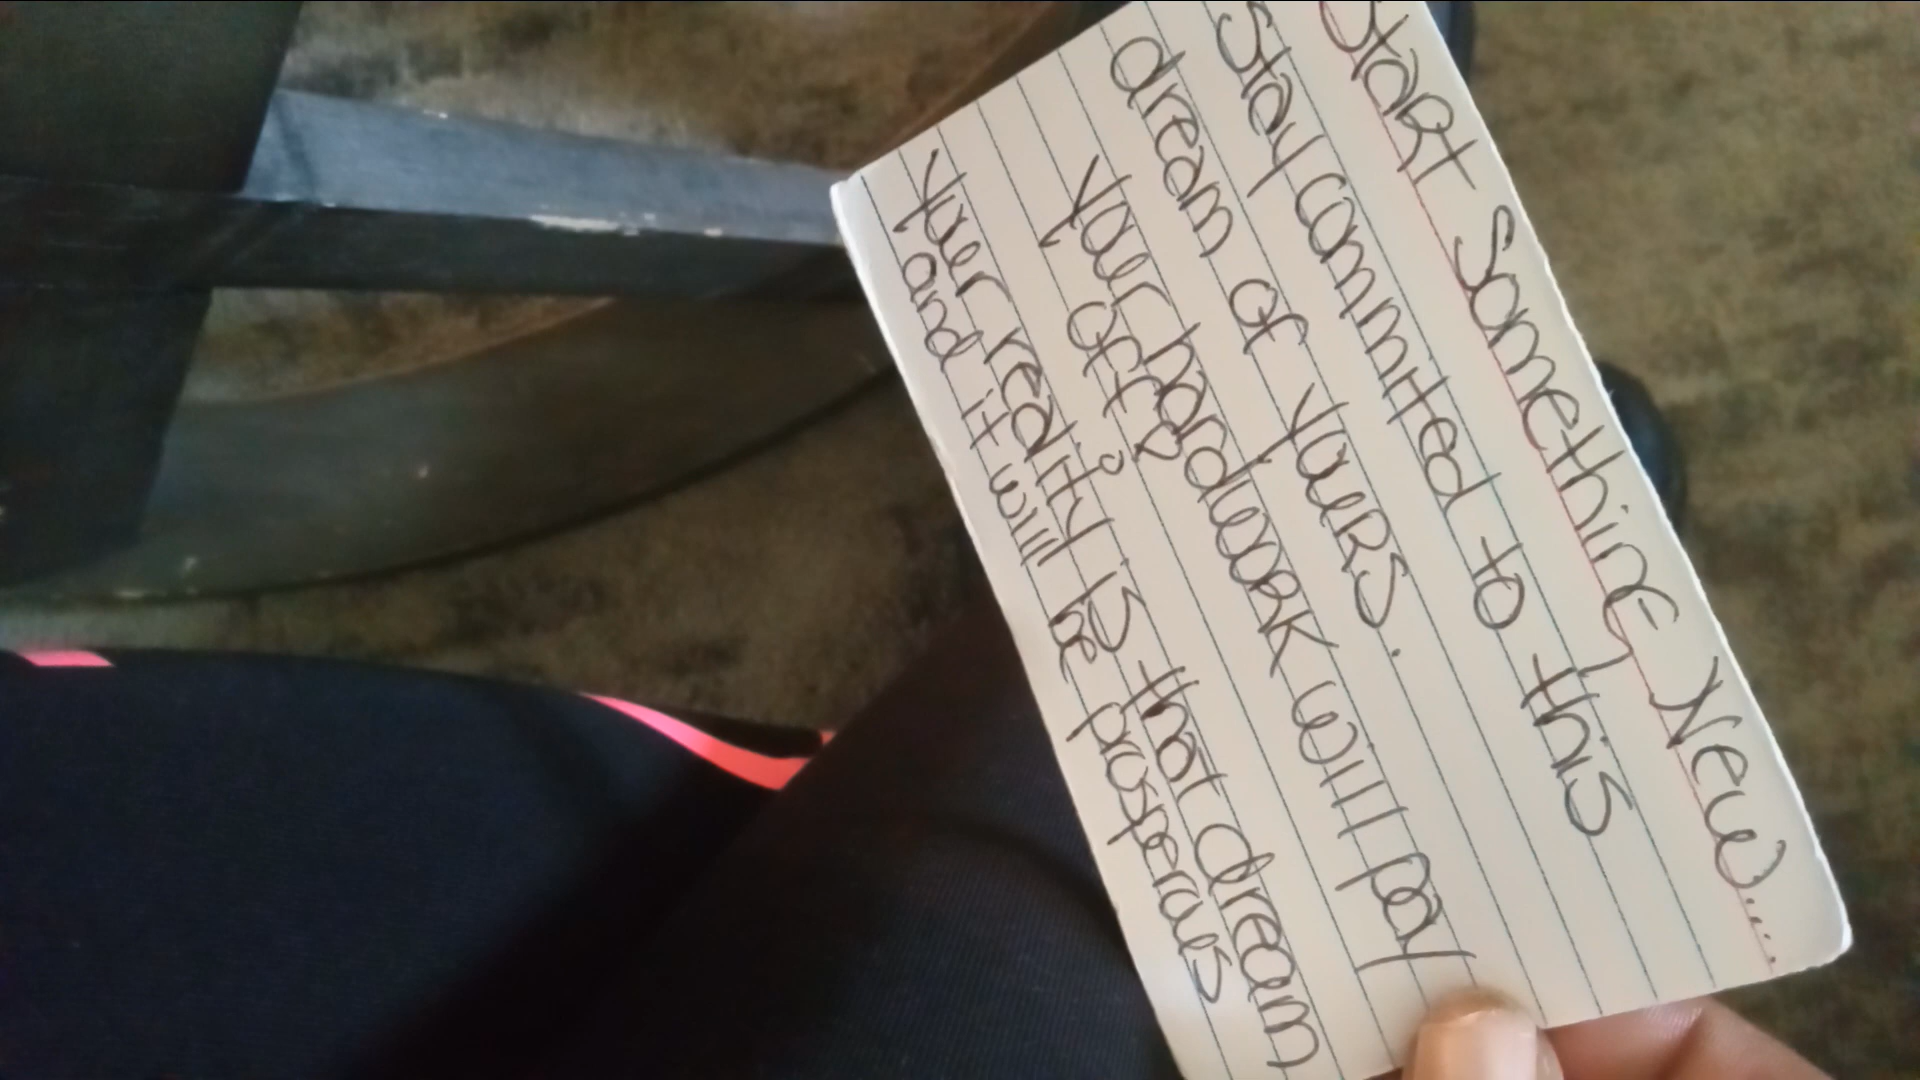 Start something New.....
Stay committed to this
dream of yours.
your hardwork will pay
off
your reality is that dream
and it will be prosperous